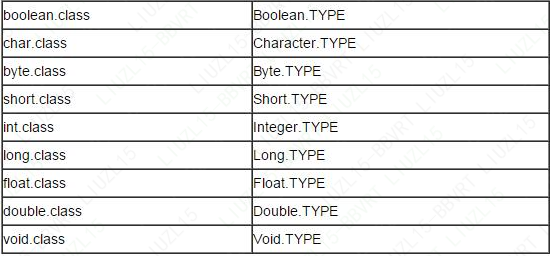 boolean.class Boolean.TYPE
char.class Character.TYPE
byte.class Byte.TYPE
short.class Short.TYPE
int.class Integer.TYPE
long.class Long.TYPE
float.class Float.TYPE
double.class Double.TYPE
void.class Void.TYPE